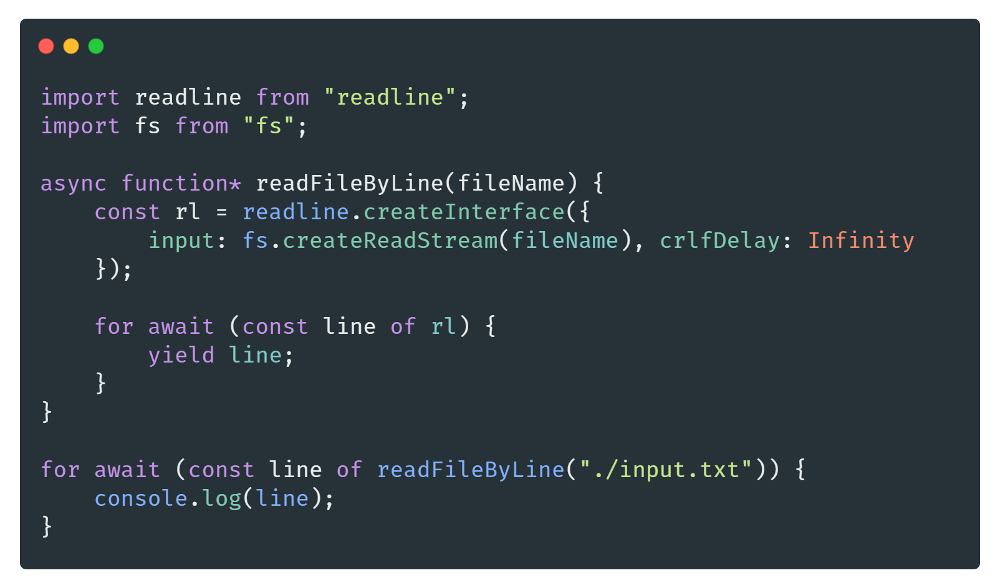 import readline from "readline";
import fs from "fs";

async function* readFileByLine(fileName) {
    const rl = readline.createInterface({
        input: fs.createReadStream(fileName), crlfDelay: Infinity
    });

    for await (const line of rl) {
        yield line;
    }
}

for await (const line of readFileByLine("./input.txt")) {
    console.log(line);
}